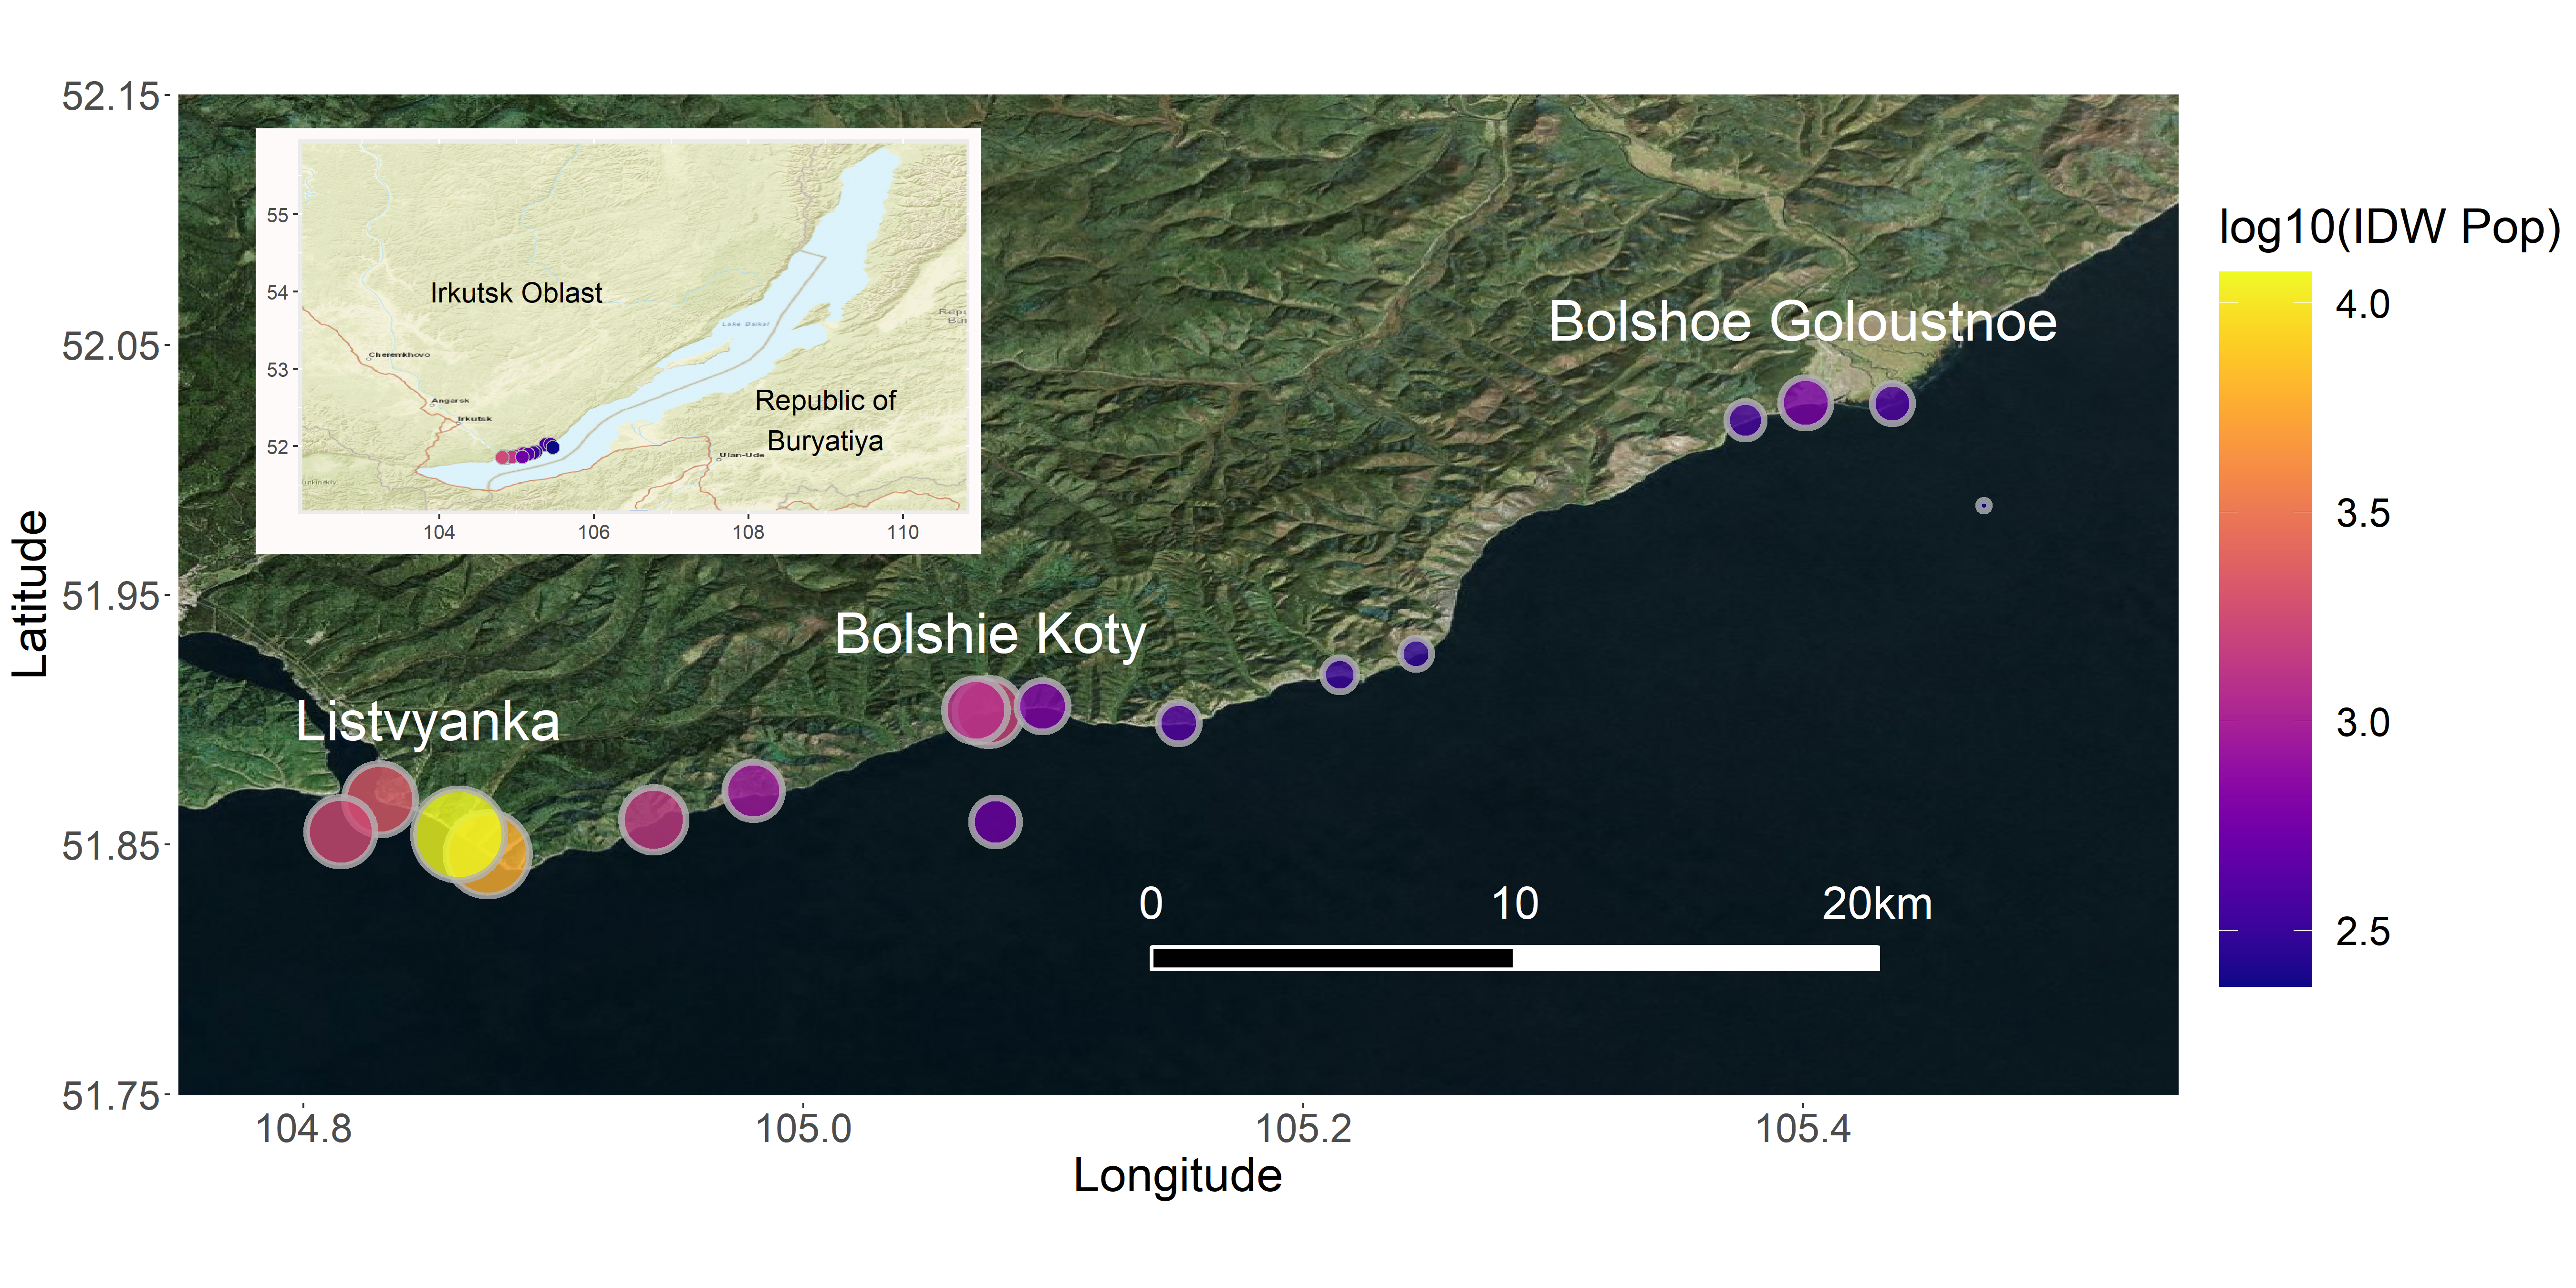 52.15
52.05
51.95
51.85
51.75
Latitude
104.8
105.0
105.2
105.4
Longitude
55
54
53
52
104
106
108
110
Irkutsk Oblast
Lake Baikal
Cheremkhovo
Angarsk
Irkutsk
Republic of
Buryatiya
Ulan-Ude
Bolshoe Goloustnoe
Bolshie Koty
Listvyanka
0 10 20km
log10(IDW Pop)
4.0
3.5
3.0
2.5